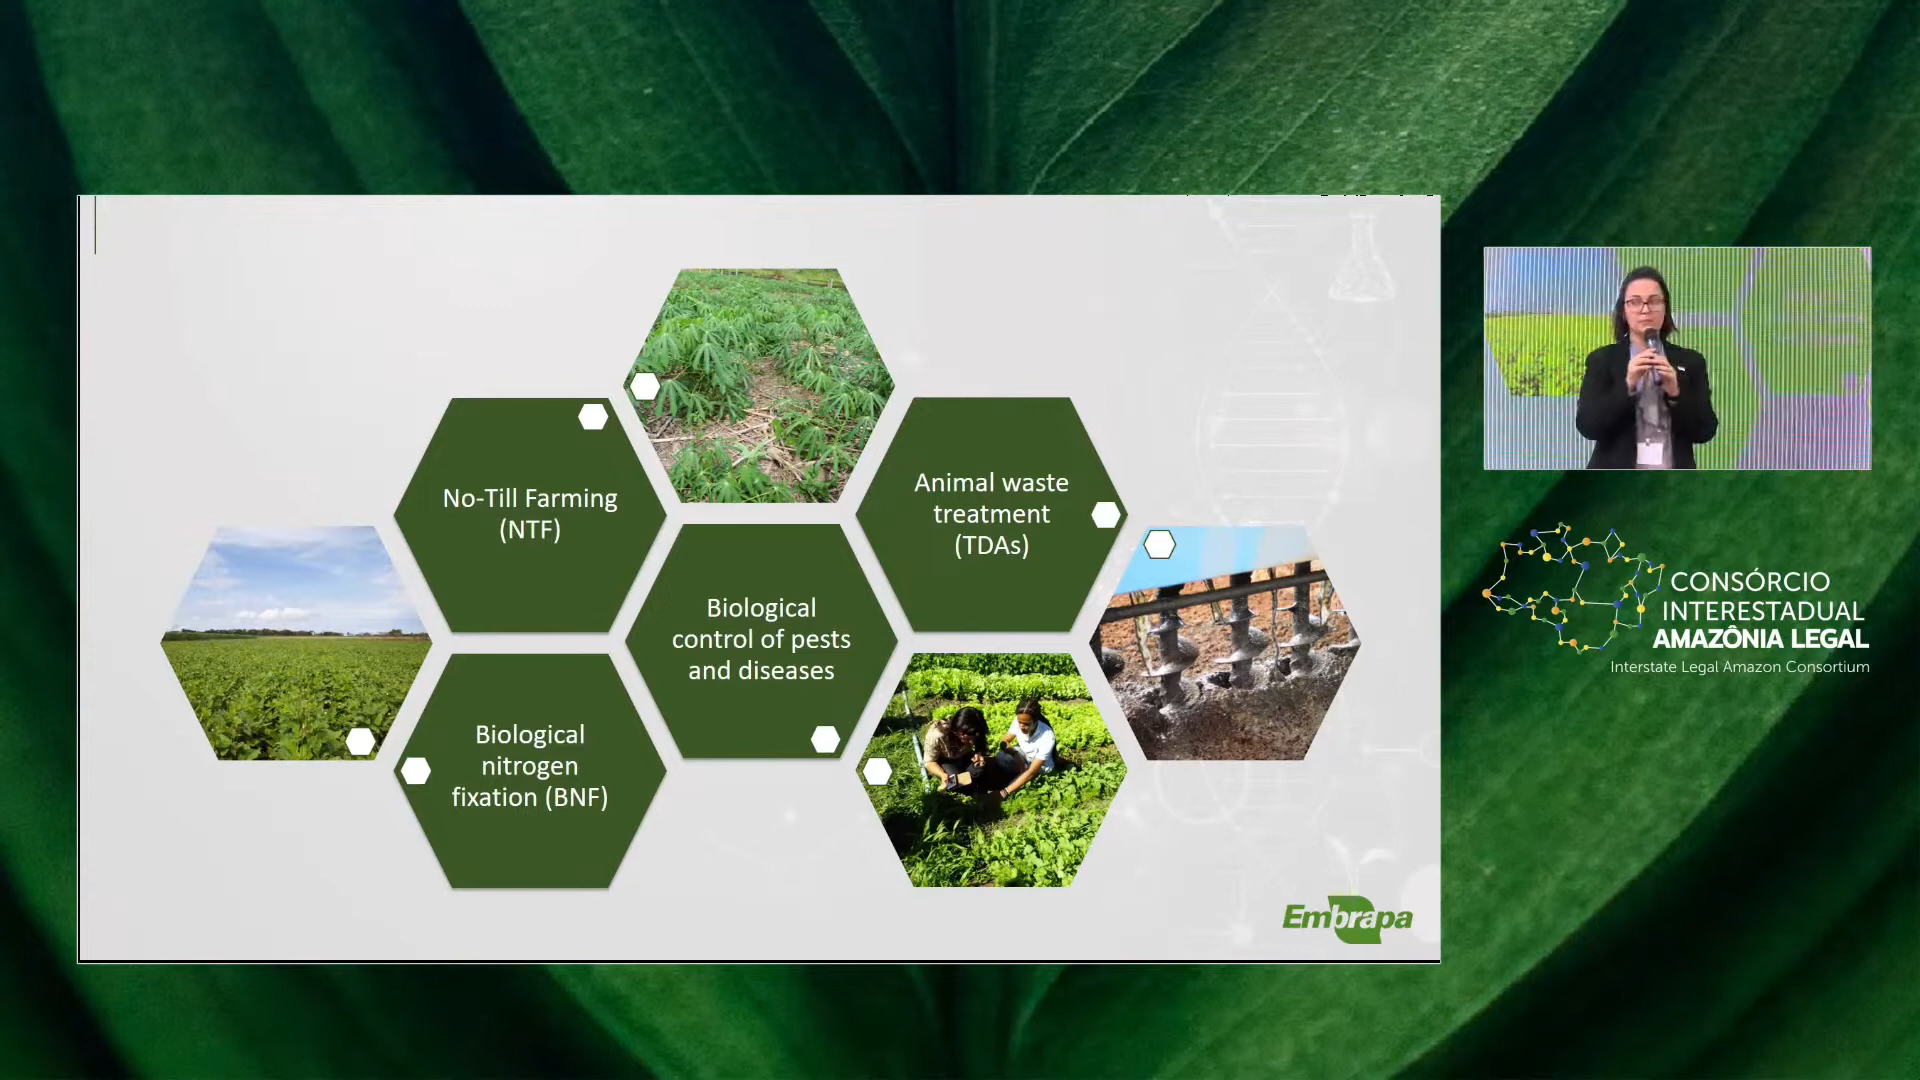 No-Till Farming
(NTF)
Animal waste
treatment
(TDAs)
Biological
control of pests
and diseases
Biological
nitrogen
fixation (BNF)
Embrapa
CONSÓRCIO
INTERESTADUAL
AMAZÔNIA LEGAL
Interstate Legal Amazon Consortium